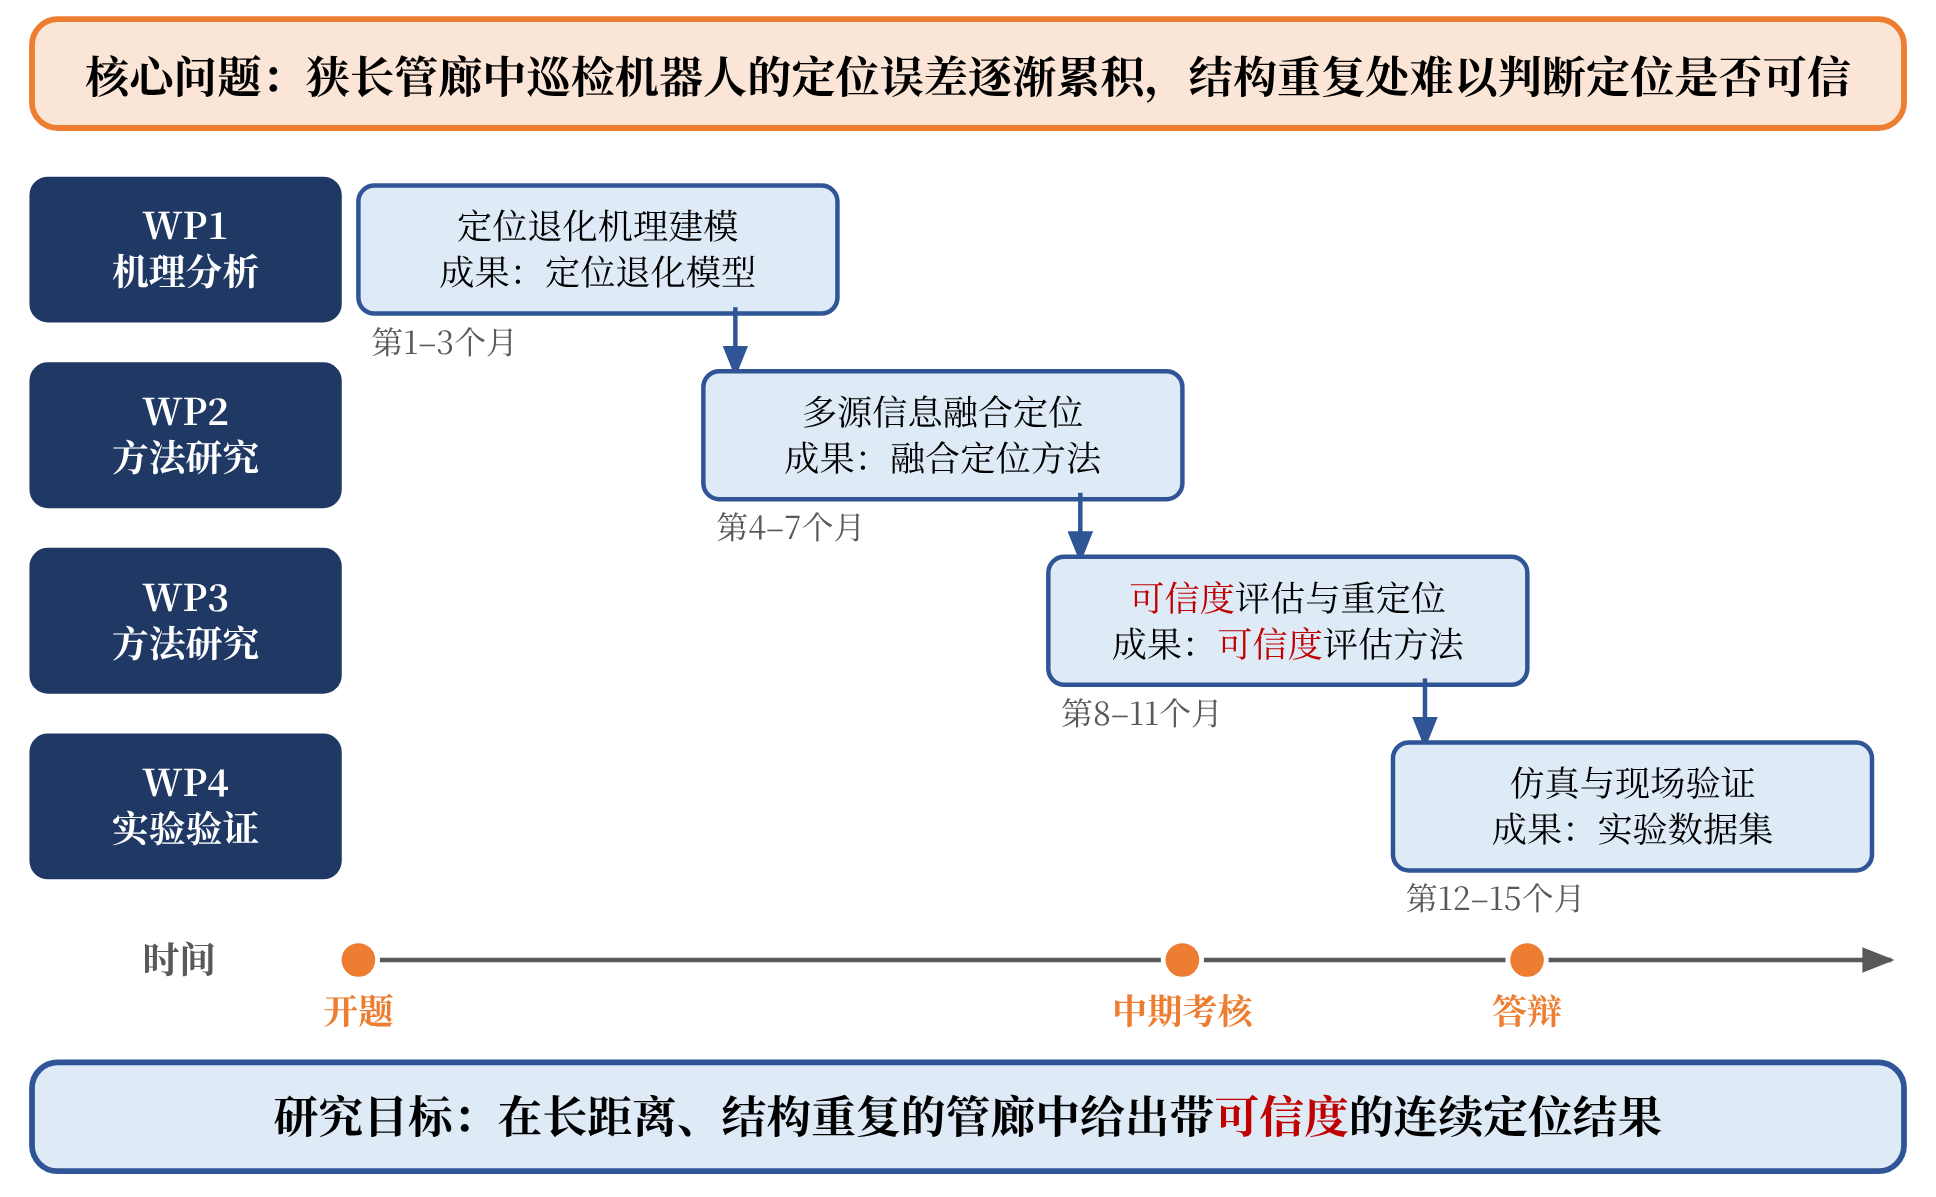 核心问题：狭长管廊中巡检机器人的定位误差逐渐累积，结构重复处难以判断定位是否可信
WP1
机理分析
定位退化机理建模
成果：定位退化模型
第1–3个月
WP2
方法研究
多源信息融合定位
成果：融合定位方法
第4–7个月
WP3
方法研究
可信度评估与重定位
成果：可信度评估方法
第8–11个月
WP4
实验验证
仿真与现场验证
成果：实验数据集
第12–15个月
时间
开题
中期考核
答辩
研究目标：在长距离、结构重复的管廊中给出带可信度的连续定位结果